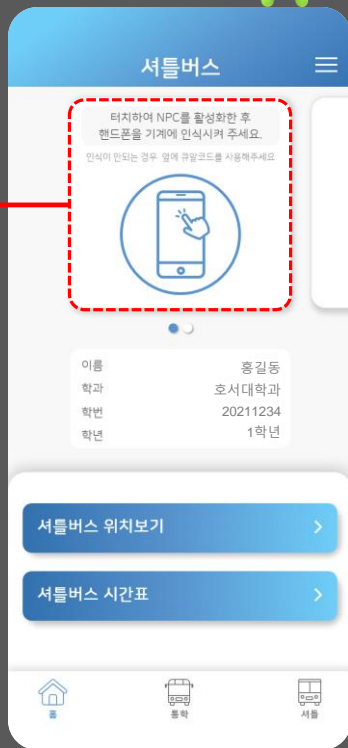 셔틀버스
터치하여 NPC를 활성화한 후
핸드폰을 기계에 인식시켜 주세요.
인식이 안되는 경우 옆에 큐알코드를 사용해주세요
이름 홍길동
학과 호서대학과
학번 20211234
학년 1학년
셔틀버스 위치보기
셔틀버스 시간표
홈 통학 셔틀